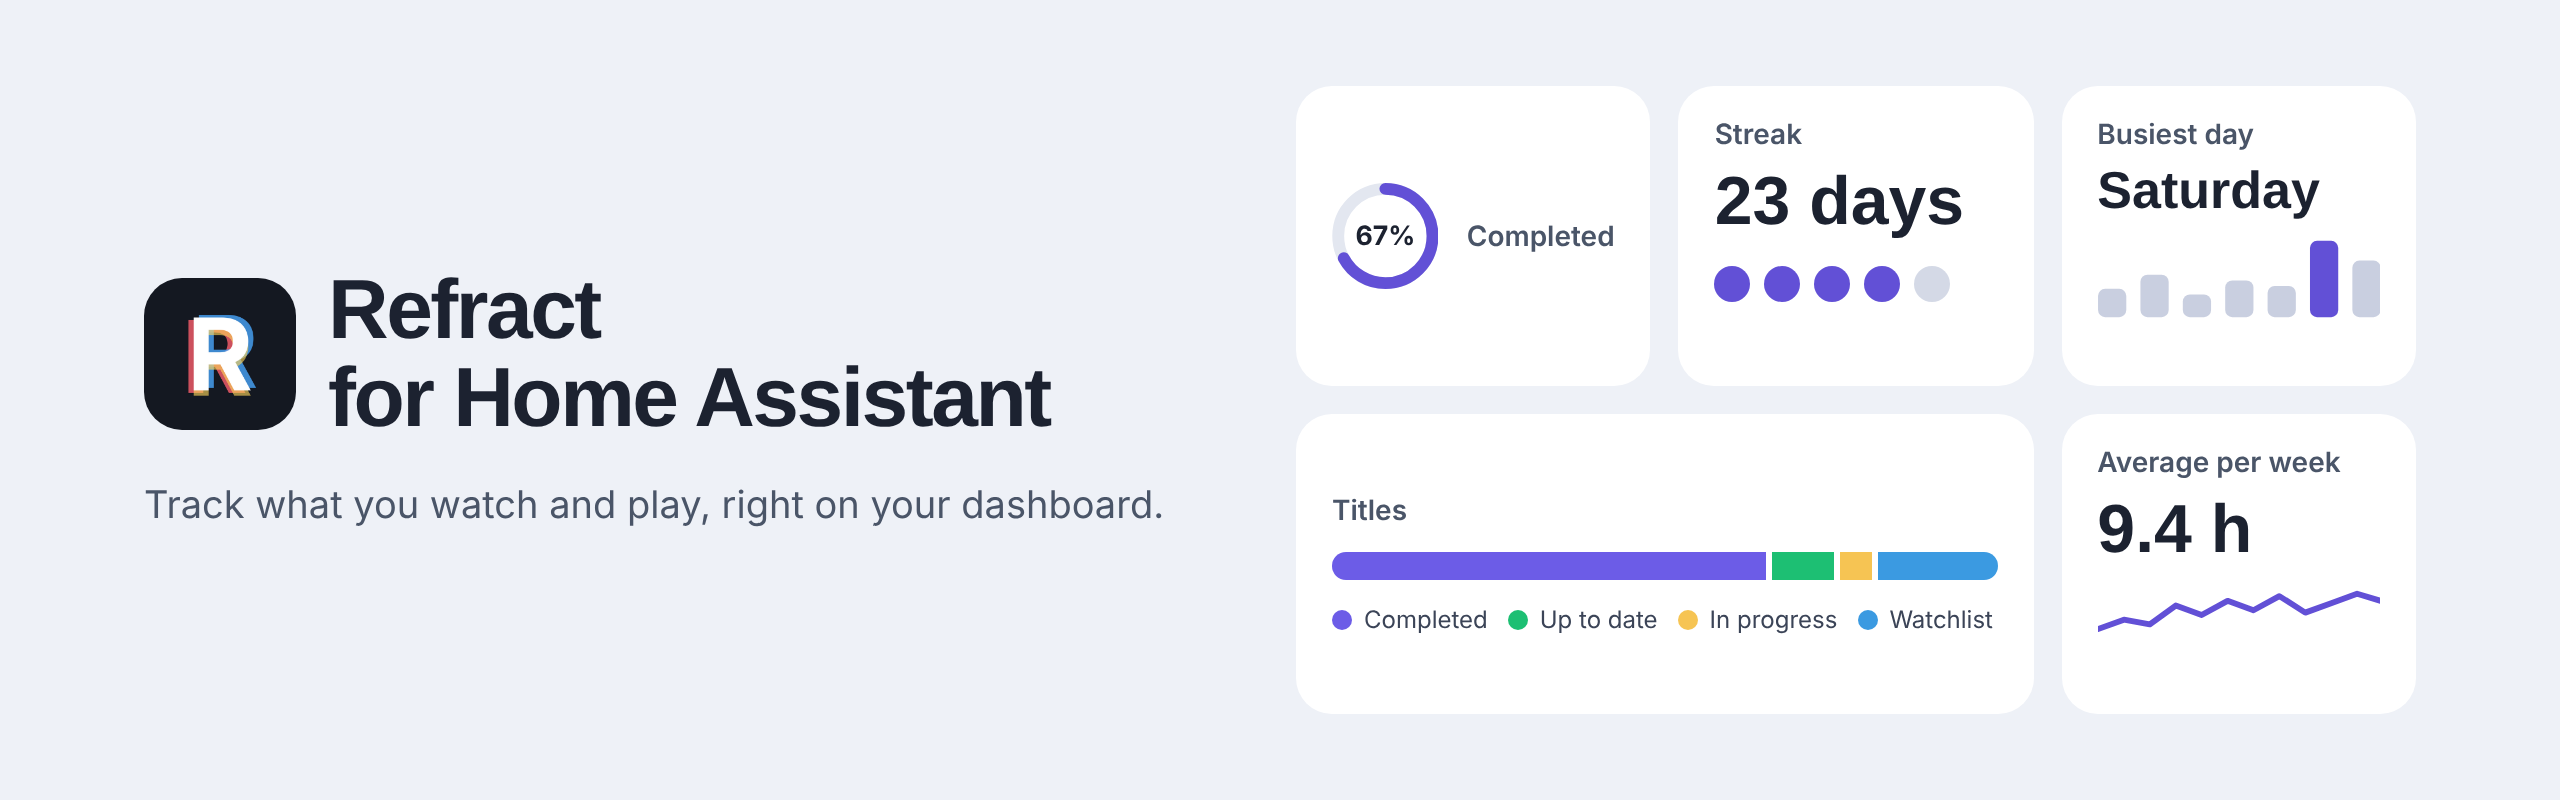 R
Refract
for Home Assistant
Track what you watch and play, right on your dashboard.
67%
Completed
Streak
23 days
Busiest day
Saturday
Titles
Completed
Up to date
In progress
Watchlist
Average per week
9.4 h